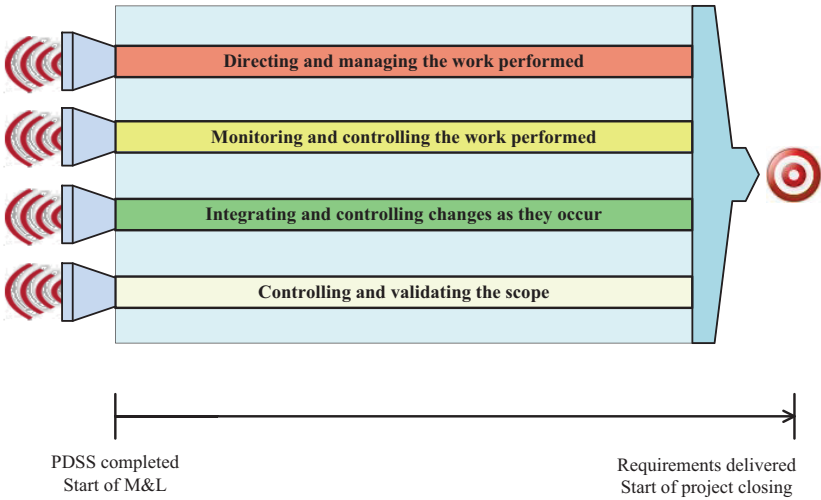 Directing and managing the work performed
Monitoring and controlling the work performed
Integrating and controlling changes as they occur
Controlling and validating the scope
PDSS completed
Start of M&L
Requirements delivered
Start of project closing